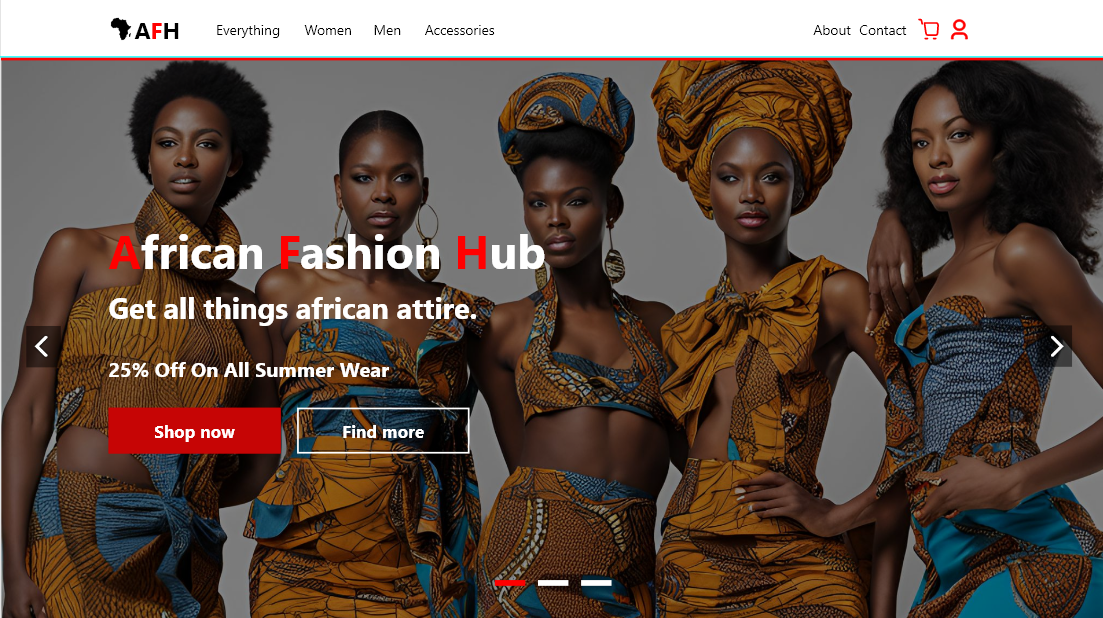 AFH
Everything Women Men Accessories About Contact
African Fashion Hub
Get all things african attire.
25% Off On All Summer Wear
Shop now Find more